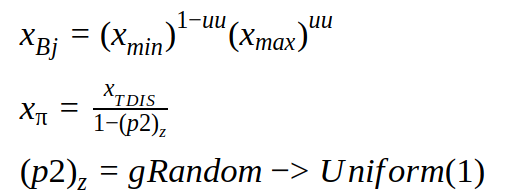 x_{Bj} = (x_{min})^{1−uu}(x_{max})^{uu}
x_π = \frac{x_{TDIS}}{1−(p2)_z}
(p2)_z = gRandom −> Uniform(1)